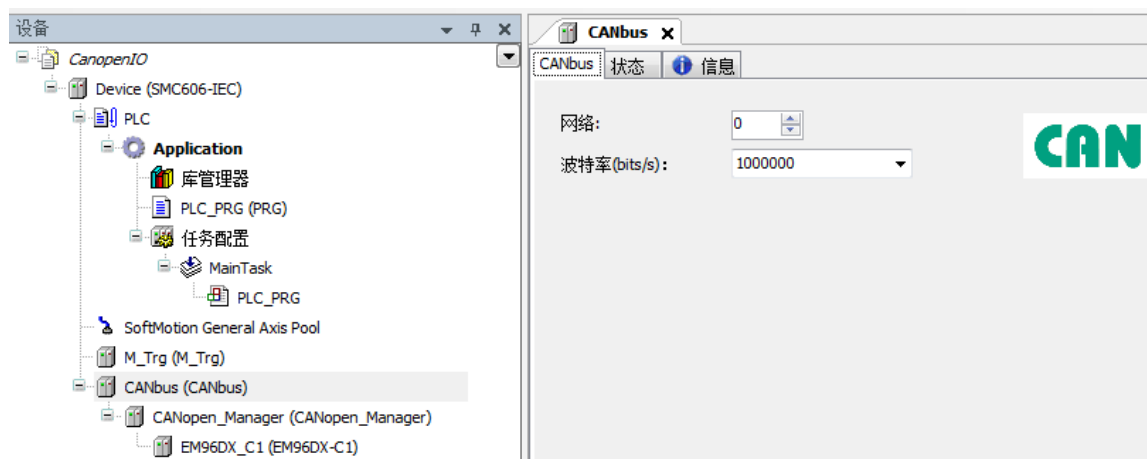 设备
CanopenIO
Device (SMC606-IEC)
PLC
Application
库管理器
PLC_PRG (PRG)
任务配置
MainTask
PLC_PRG
SoftMotion General Axis Pool
M_Trg (M_Trg)
CANbus (CANbus)
CANopen_Manager (CANopen_Manager)
EM96DX_C1 (EM96DX-C1)
CANbus
CANbus 状态 信息
网络: 0
波特率(bits/s): 1000000
CAN